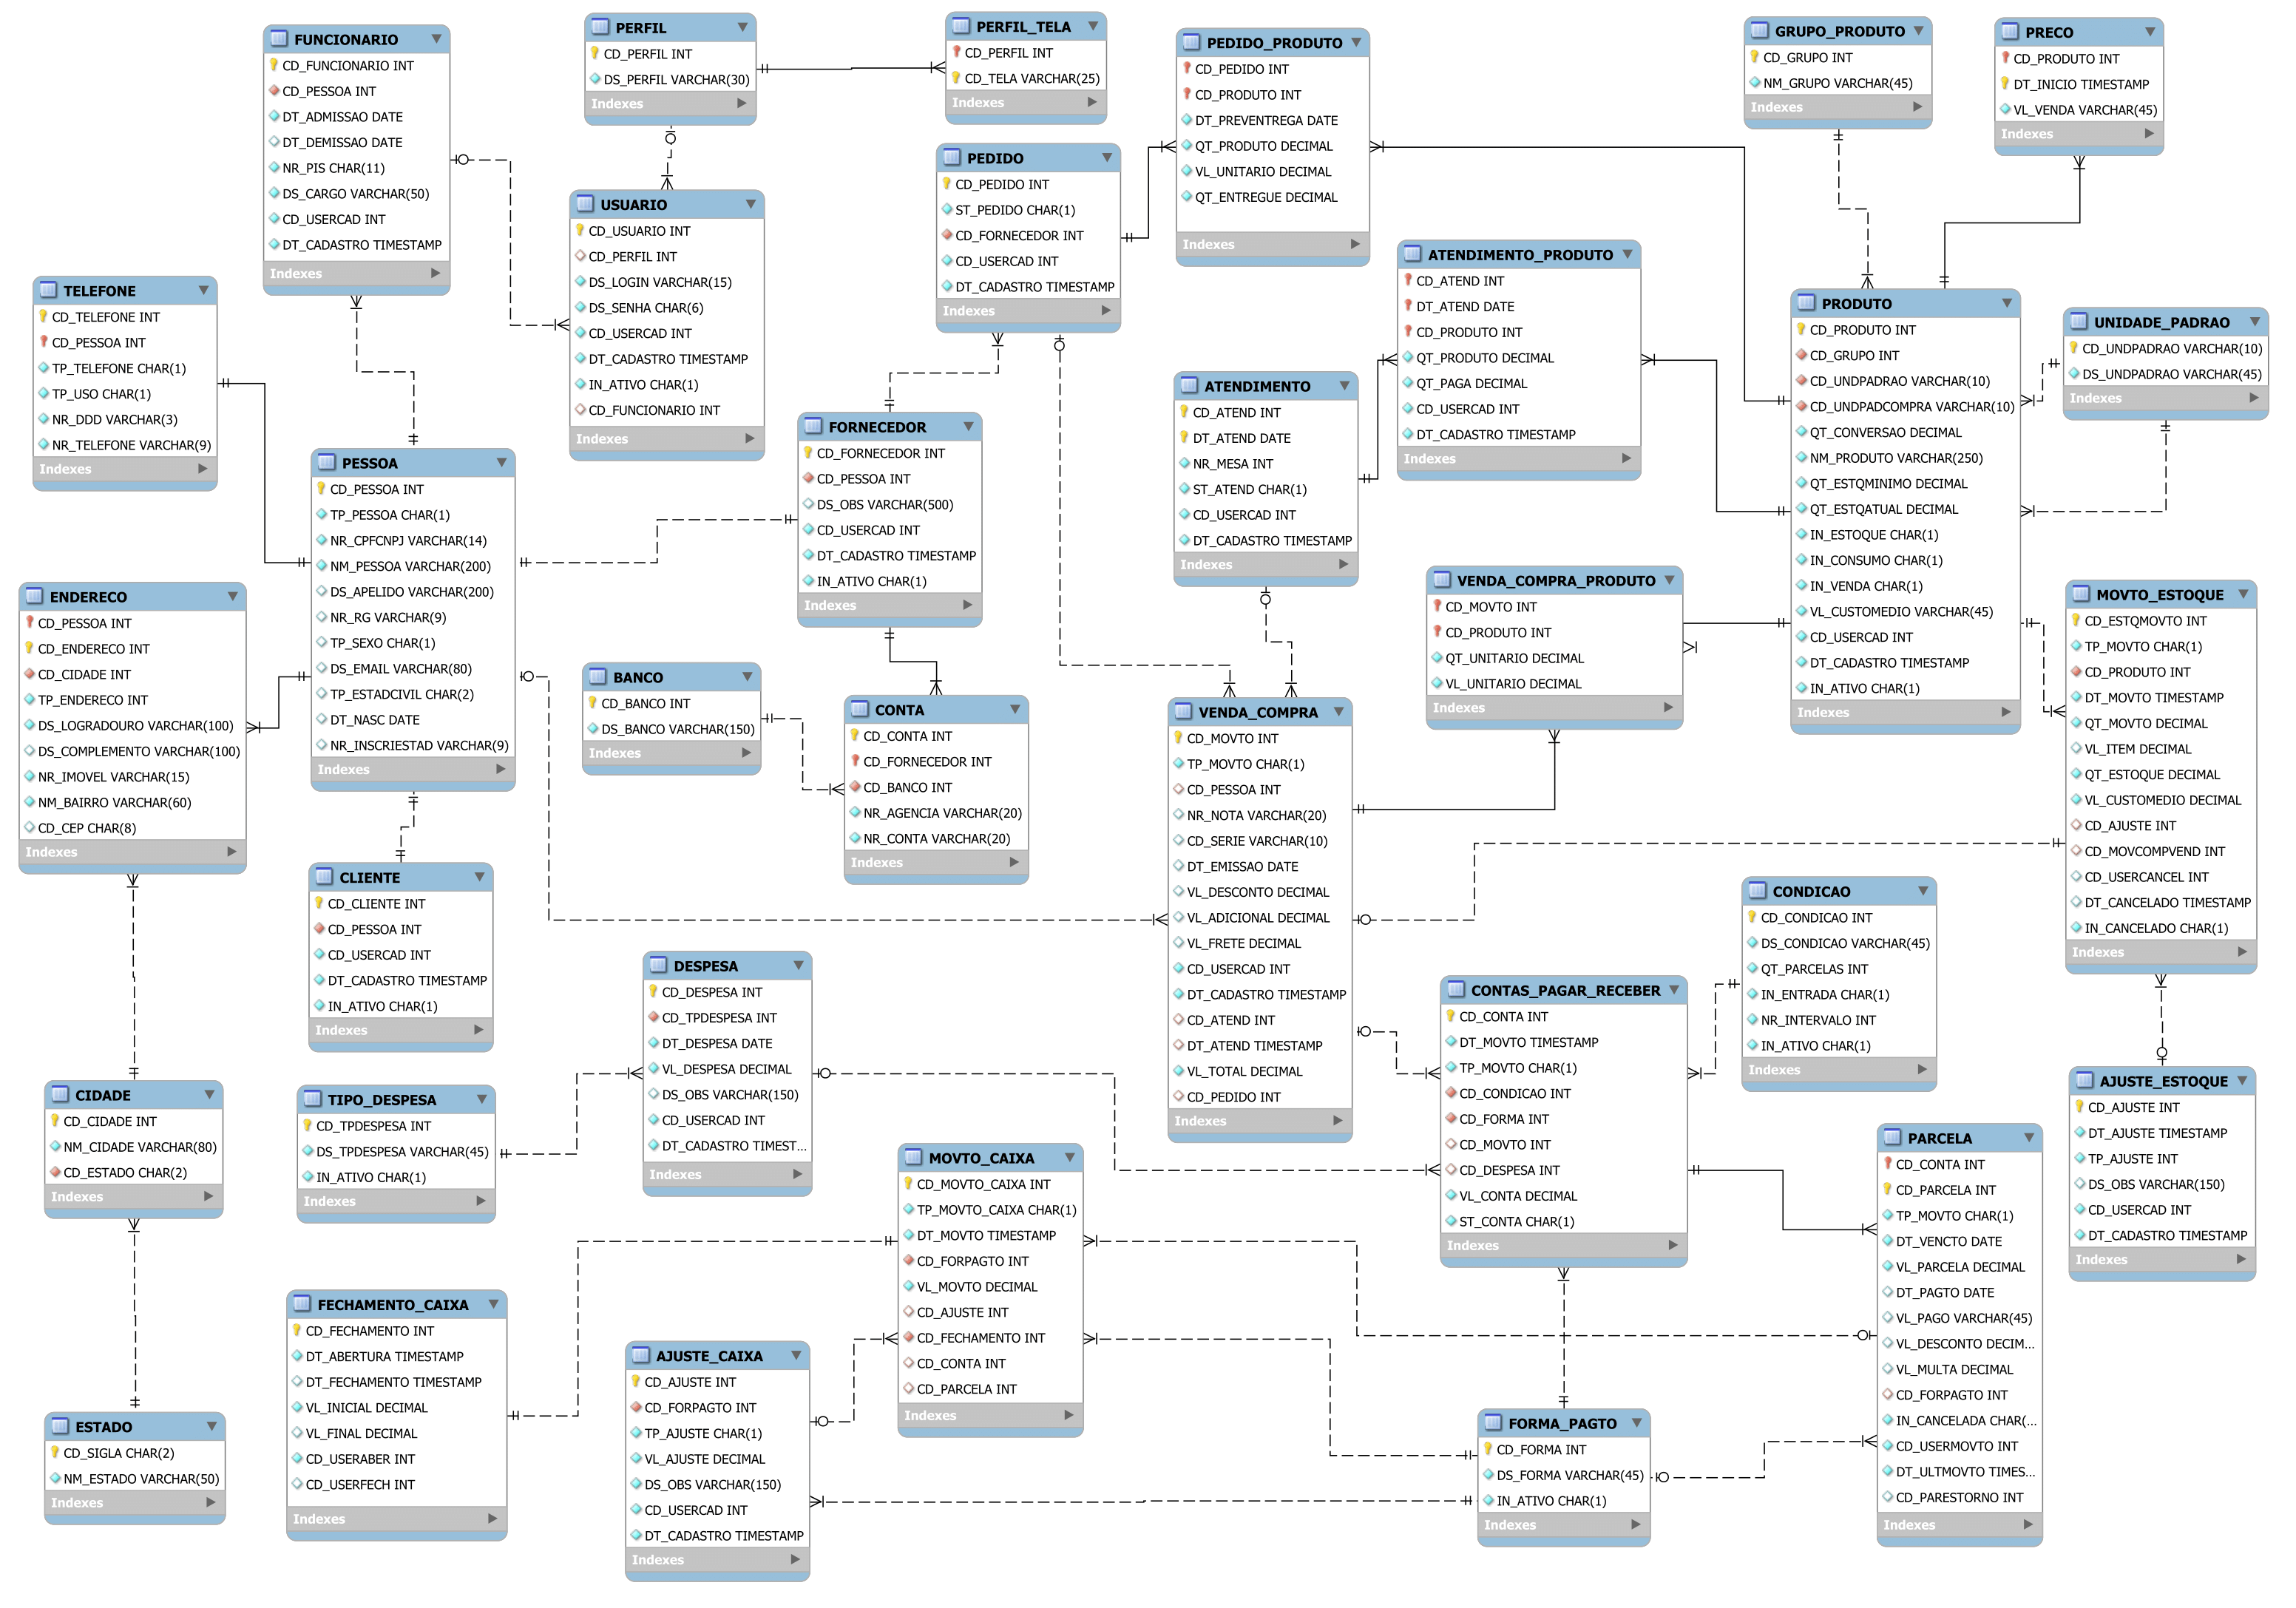 FUNCIONARIO
CD_FUNCIONARIO INT
CD_PESSOA INT
DT_ADMISSAO DATE
DT_DEMISSAO DATE
NR_PIS CHAR(11)
DS_CARGO VARCHAR(50)
CD_USERCAD INT
DT_CADASTRO TIMESTAMP
Indexes
PERFIL
CD_PERFIL INT
DS_PERFIL VARCHAR(30)
Indexes
PERFIL_TELA
CD_PERFIL INT
CD_TELA VARCHAR(25)
Indexes
PEDIDO_PRODUTO
CD_PEDIDO INT
CD_PRODUTO INT
DT_PREVENTREGA DATE
QT_PRODUTO DECIMAL
VL_UNITARIO DECIMAL
QT_ENTREGUE DECIMAL
Indexes
GRUPO_PRODUTO
CD_GRUPO INT
NM_GRUPO VARCHAR(45)
Indexes
PRECO
CD_PRODUTO INT
DT_INICIO TIMESTAMP
VL_VENDA VARCHAR(45)
Indexes
USUARIO
CD_USUARIO INT
CD_PERFIL INT
DS_LOGIN VARCHAR(15)
DS_SENHA CHAR(6)
CD_USERCAD INT
DT_CADASTRO TIMESTAMP
IN_ATIVO CHAR(1)
CD_FUNCIONARIO INT
Indexes
PEDIDO
CD_PEDIDO INT
ST_PEDIDO CHAR(1)
CD_FORNECEDOR INT
CD_USERCAD INT
DT_CADASTRO TIMESTAMP
Indexes
ATENDIMENTO_PRODUTO
CD_ATEND INT
DT_ATEND DATE
CD_PRODUTO INT
QT_PRODUTO DECIMAL
QT_PAGA DECIMAL
CD_USERCAD INT
DT_CADASTRO TIMESTAMP
Indexes
TELEFONE
CD_TELEFONE INT
CD_PESSOA INT
TP_TELEFONE CHAR(1)
TP_USO CHAR(1)
NR_DDD VARCHAR(3)
NR_TELEFONE VARCHAR(9)
Indexes
PRODUTO
CD_PRODUTO INT
CD_GRUPO INT
CD_UNDPADRAO VARCHAR(10)
CD_UNDPADCOMPRA VARCHAR(10)
QT_CONVERSAO DECIMAL
NM_PRODUTO VARCHAR(250)
QT_ESTQMINIMO DECIMAL
QT_ESTQATUAL DECIMAL
IN_ESTOQUE CHAR(1)
IN_CONSUMO CHAR(1)
IN_VENDA CHAR(1)
VL_CUSTOMEDIO VARCHAR(45)
CD_USERCAD INT
DT_CADASTRO TIMESTAMP
IN_ATIVO CHAR(1)
Indexes
UNIDADE_PADRAO
CD_UNDPADRAO VARCHAR(10)
DS_UNDPADRAO VARCHAR(45)
Indexes
ATENDIMENTO
CD_ATEND INT
DT_ATEND DATE
NR_MESA INT
ST_ATEND CHAR(1)
CD_USERCAD INT
DT_CADASTRO TIMESTAMP
Indexes
FORNECEDOR
CD_FORNECEDOR INT
CD_PESSOA INT
DS_OBS VARCHAR(500)
CD_USERCAD INT
DT_CADASTRO TIMESTAMP
IN_ATIVO CHAR(1)
Indexes
PESSOA
CD_PESSOA INT
TP_PESSOA CHAR(1)
NR_CPFCNPJ VARCHAR(14)
NM_PESSOA VARCHAR(200)
DS_APELIDO VARCHAR(200)
NR_RG VARCHAR(9)
TP_SEXO CHAR(1)
DS_EMAIL VARCHAR(80)
TP_ESTADCIVIL CHAR(2)
DT_NASC DATE
NR_INSCRIESTAD VARCHAR(9)
Indexes
VENDA_COMPRA_PRODUTO
CD_MOVTO INT
CD_PRODUTO INT
QT_UNITARIO DECIMAL
VL_UNITARIO DECIMAL
Indexes
ENDERECO
CD_PESSOA INT
CD_ENDERECO INT
CD_CIDADE INT
TP_ENDERECO INT
DS_LOGRADOURO VARCHAR(100)
DS_COMPLEMENTO VARCHAR(100)
NR_IMOVEL VARCHAR(15)
NM_BAIRRO VARCHAR(60)
CD_CEP CHAR(8)
Indexes
MOVTO_ESTOQUE
CD_ESTQMOVTO INT
TP_MOVTO CHAR(1)
CD_PRODUTO INT
DT_MOVTO TIMESTAMP
QT_MOVTO DECIMAL
VL_ITEM DECIMAL
QT_ESTOQUE DECIMAL
VL_CUSTOMEDIO DECIMAL
CD_AJUSTE INT
CD_MOVCOMPVEND INT
CD_USERCANCEL INT
DT_CANCELADO TIMESTAMP
IN_CANCELADO CHAR(1)
Indexes
BANCO
CD_BANCO INT
DS_BANCO VARCHAR(150)
Indexes
CONTA
CD_CONTA INT
CD_FORNECEDOR INT
CD_BANCO INT
NR_AGENCIA VARCHAR(20)
NR_CONTA VARCHAR(20)
Indexes
VENDA_COMPRA
CD_MOVTO INT
TP_MOVTO CHAR(1)
CD_PESSOA INT
NR_NOTA VARCHAR(20)
CD_SERIE VARCHAR(10)
DT_EMISSAO DATE
VL_DESCONTO DECIMAL
VL_ADICIONAL DECIMAL
VL_FRETE DECIMAL
CD_USERCAD INT
DT_CADASTRO TIMESTAMP
CD_ATEND INT
DT_ATEND TIMESTAMP
VL_TOTAL DECIMAL
CD_PEDIDO INT
Indexes
CLIENTE
CD_CLIENTE INT
CD_PESSOA INT
CD_USERCAD INT
DT_CADASTRO TIMESTAMP
IN_ATIVO CHAR(1)
Indexes
CONDICAO
CD_CONDICAO INT
DS_CONDICAO VARCHAR(45)
QT_PARCELAS INT
IN_ENTRADA CHAR(1)
NR_INTERVALO INT
IN_ATIVO CHAR(1)
Indexes
DESPESA
CD_DESPESA INT
CD_TPDESPESA INT
DT_DESPESA DATE
VL_DESPESA DECIMAL
DS_OBS VARCHAR(150)
CD_USERCAD INT
DT_CADASTRO TIMEST...
Indexes
CONTAS_PAGAR_RECEBER
CD_CONTA INT
DT_MOVTO TIMESTAMP
TP_MOVTO CHAR(1)
CD_CONDICAO INT
CD_FORMA INT
CD_MOVTO INT
CD_DESPESA INT
VL_CONTA DECIMAL
ST_CONTA CHAR(1)
Indexes
CIDADE
CD_CIDADE INT
NM_CIDADE VARCHAR(80)
CD_ESTADO CHAR(2)
Indexes
TIPO_DESPESA
CD_TPDESPESA INT
DS_TPDESPESA VARCHAR(45)
IN_ATIVO CHAR(1)
Indexes
AJUSTE_ESTOQUE
CD_AJUSTE INT
DT_AJUSTE TIMESTAMP
TP_AJUSTE INT
DS_OBS VARCHAR(150)
CD_USERCAD INT
DT_CADASTRO TIMESTAMP
Indexes
MOVTO_CAIXA
CD_MOVTO_CAIXA INT
TP_MOVTO_CAIXA CHAR(1)
DT_MOVTO TIMESTAMP
CD_FORPAGTO INT
VL_MOVTO DECIMAL
CD_AJUSTE INT
CD_FECHAMENTO INT
CD_CONTA INT
CD_PARCELA INT
Indexes
PARCELA
CD_CONTA INT
CD_PARCELA INT
TP_MOVTO CHAR(1)
DT_VENCTO DATE
VL_PARCELA DECIMAL
DT_PAGTO DATE
VL_PAGO VARCHAR(45)
VL_DESCONTO DECIM...
VL_MULTA DECIMAL
CD_FORPAGTO INT
IN_CANCELADA CHAR(...
CD_USERMOVTO INT
DT_ULTMOVTO TIMES...
CD_PARESTORNO INT
Indexes
FECHAMENTO_CAIXA
CD_FECHAMENTO INT
DT_ABERTURA TIMESTAMP
DT_FECHAMENTO TIMESTAMP
VL_INICIAL DECIMAL
VL_FINAL DECIMAL
CD_USERABER INT
CD_USERFECH INT
Indexes
AJUSTE_CAIXA
CD_AJUSTE INT
CD_FORPAGTO INT
TP_AJUSTE CHAR(1)
VL_AJUSTE DECIMAL
DS_OBS VARCHAR(150)
CD_USERCAD INT
DT_CADASTRO TIMESTAMP
Indexes
ESTADO
CD_SIGLA CHAR(2)
NM_ESTADO VARCHAR(50)
Indexes
FORMA_PAGTO
CD_FORMA INT
DS_FORMA VARCHAR(45)
IN_ATIVO CHAR(1)
Indexes